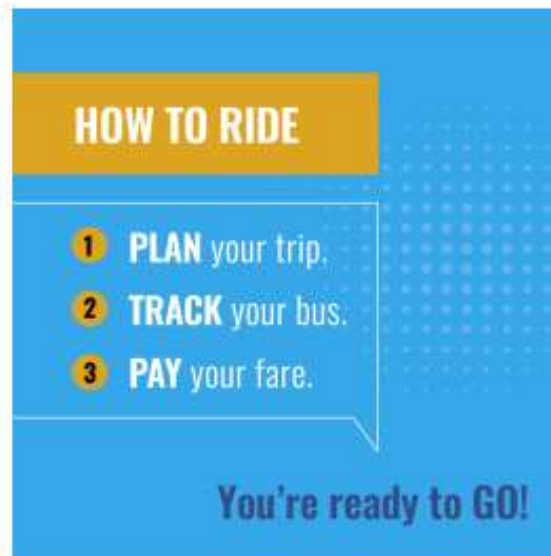 HOW TO RIDE
1 PLAN your trip.
2 TRACK your bus.
3 PAY your fare.
You're ready to GO!